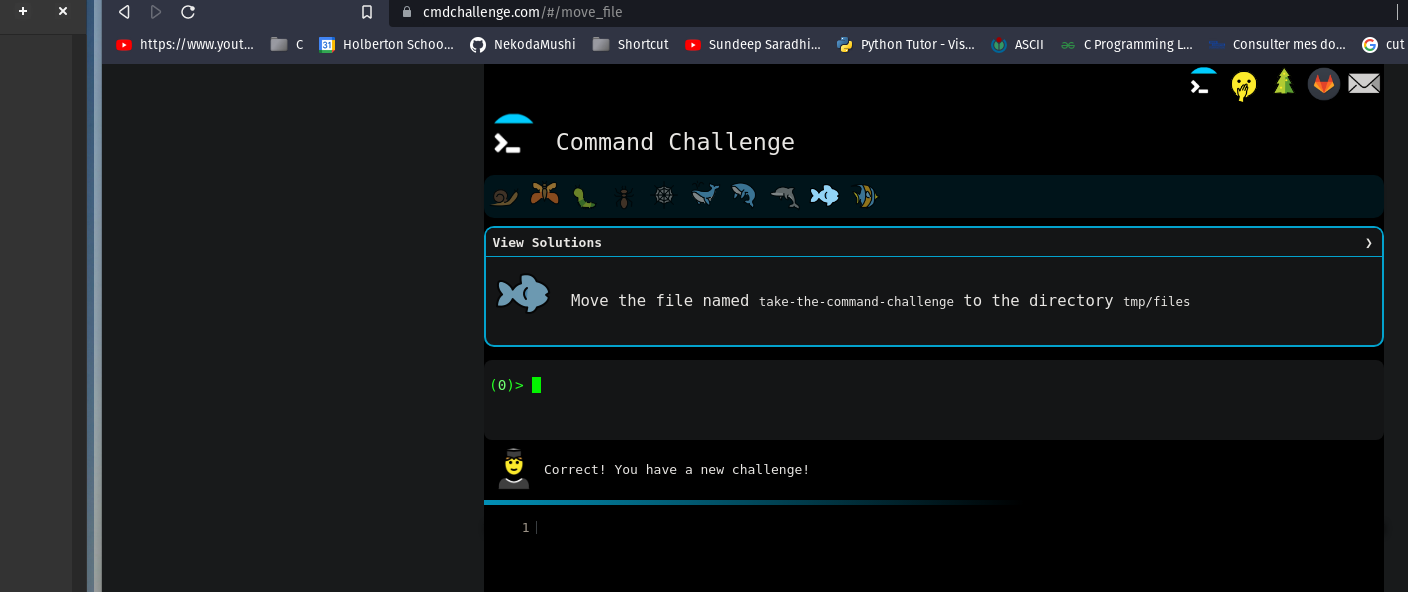 cmdchallenge.com/#/move_file
https://www.yout... C Holberton Schoo... NekodaMushi Shortcut Sundeep Saradhi... Python Tutor - Vis... ASCII C Programming L... Consulter mes do... cut
Command Challenge
View Solutions
Move the file named take-the-command-challenge to the directory tmp/files
(0)>
Correct! You have a new challenge!
1